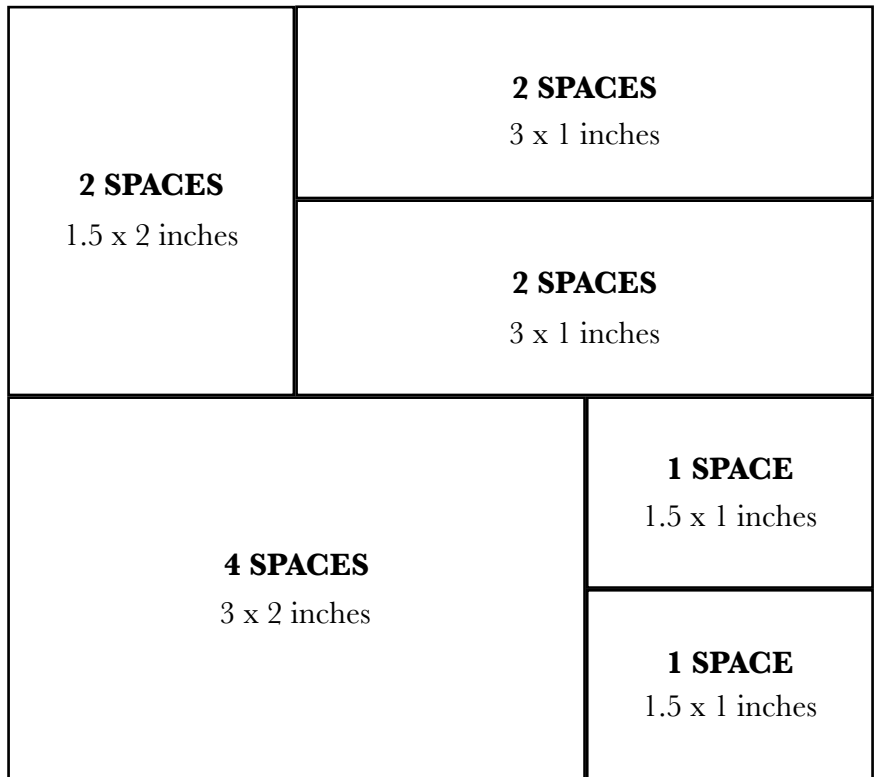 2 SPACES
1.5 x 2 inches
2 SPACES
3 x 1 inches
2 SPACES
3 x 1 inches
4 SPACES
3 x 2 inches
1 SPACE
1.5 x 1 inches
1 SPACE
1.5 x 1 inches